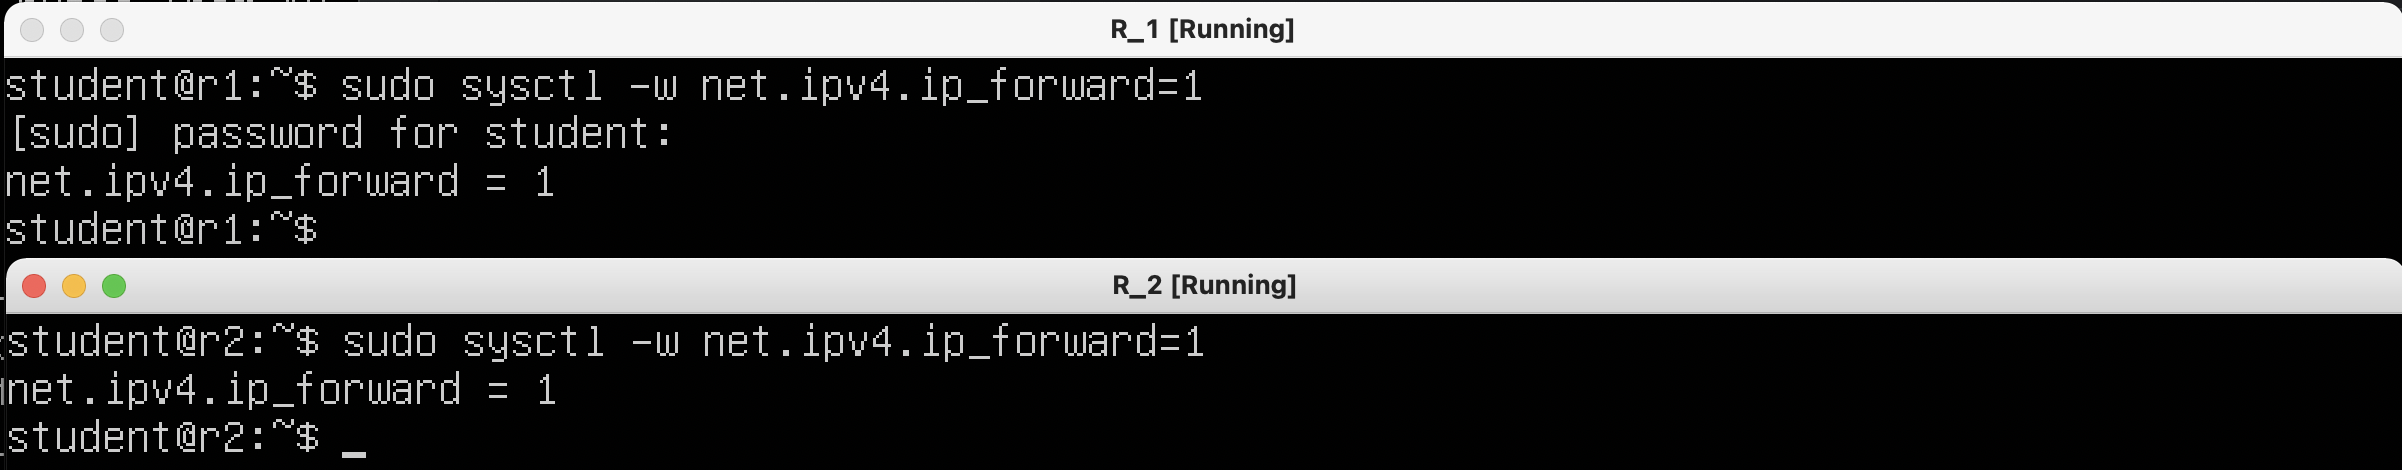 R_1 [Running]
student@r1:~$ sudo sysctl -w net.ipv4.ip_forward=1
[sudo] password for student:
net.ipv4.ip_forward = 1
student@r1:~$
R_2 [Running]
student@r2:~$ sudo sysctl -w net.ipv4.ip_forward=1
net.ipv4.ip_forward = 1
student@r2:~$ _